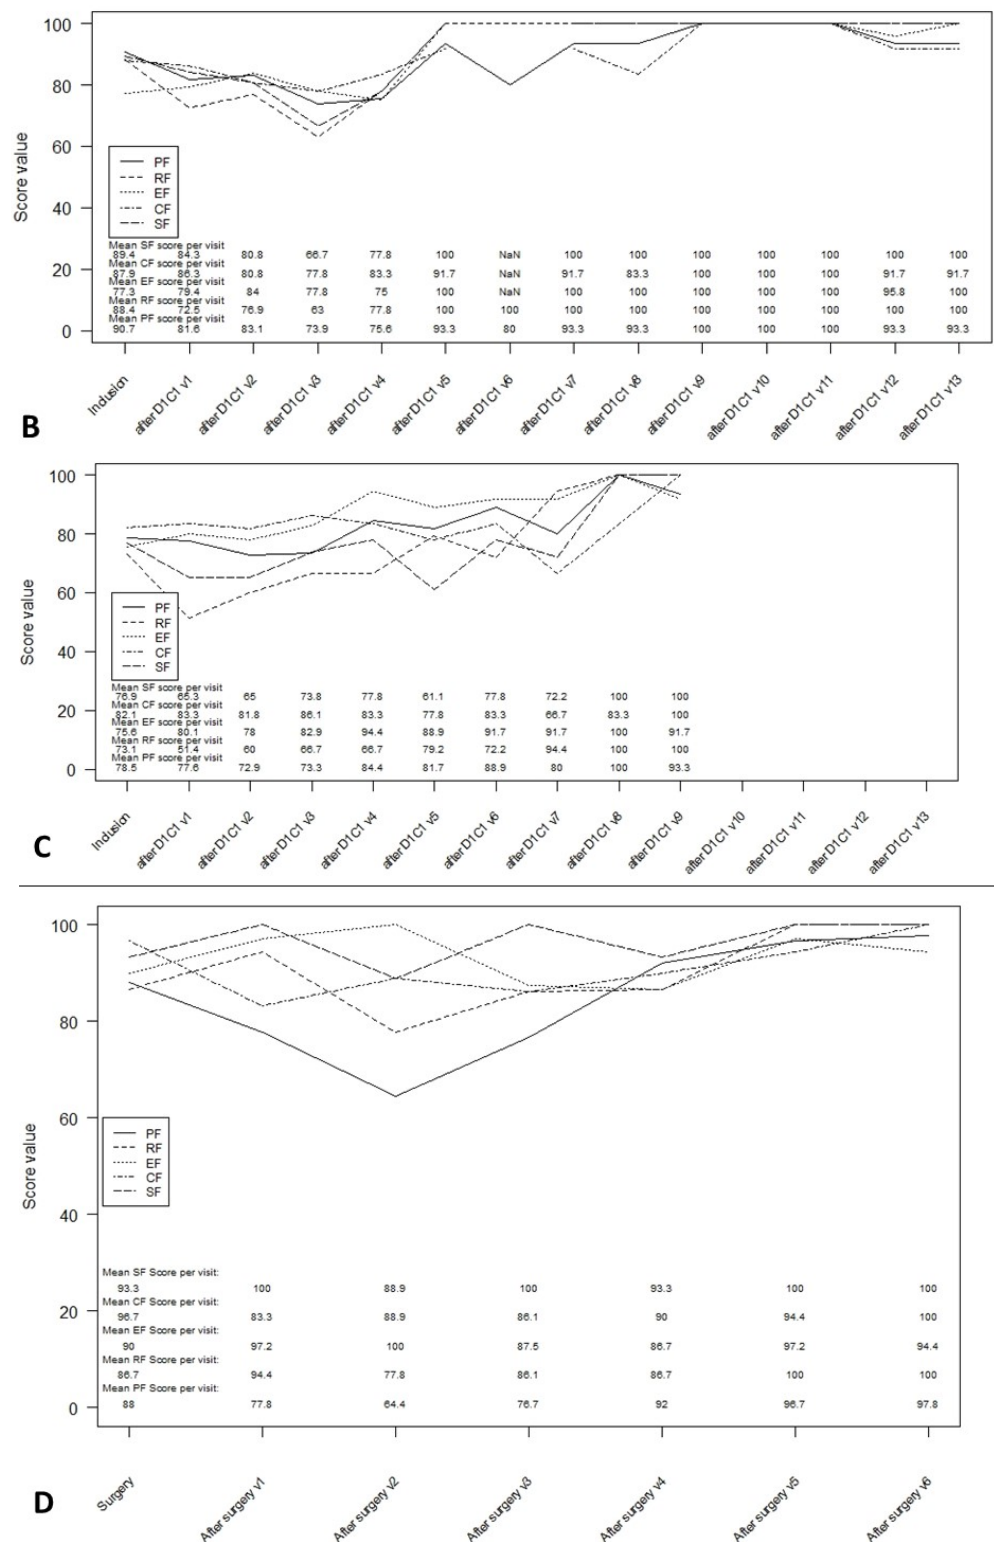 100
80
60
40
20
0
Score value
PF
RF
EF
CF
SF
Mean SF score per visit
89.4 84.3 80.8 66.7 77.8 100 NaN 100 100 100 100 100 100 100
Mean CF score per visit
87.9 86.3 80.8 77.8 83.3 91.7 NaN 91.7 83.3 100 100 100 91.7 91.7
Mean EF score per visit
77.3 79.4 84 77.8 75 100 NaN 100 100 100 100 100 95.8 100
Mean RF score per visit
88.4 72.5 76.9 63 77.8 100 100 100 100 100 100 100 100 100
Mean PF score per visit
90.7 81.6 83.1 73.9 75.6 93.3 80 93.3 93.3 100 100 100 93.3 93.3
Inclusion after D1C1 v1 after D1C1 v2 after D1C1 v3 after D1C1 v4 after D1C1 v5 after D1C1 v6 after D1C1 v7 after D1C1 v8 after D1C1 v9 after D1C1 v10 after D1C1 v11 after D1C1 v12 after D1C1 v13
B
100
80
60
40
20
0
Score value
PF
RF
EF
CF
SF
Mean SF score per visit
76.9 65.3 65 73.8 77.8 61.1 77.8 72.2 100 100
Mean CF score per visit
82.1 83.3 81.8 86.1 83.3 77.8 83.3 66.7 83.3 100
Mean EF score per visit
75.6 80.1 78 82.9 94.4 88.9 91.7 91.7 100 91.7
Mean RF score per visit
73.1 51.4 60 66.7 66.7 79.2 72.2 94.4 100 100
Mean PF score per visit
78.5 77.6 72.9 73.3 84.4 81.7 88.9 80 100 93.3
Inclusion after D1C1 v1 after D1C1 v2 after D1C1 v3 after D1C1 v4 after D1C1 v5 after D1C1 v6 after D1C1 v7 after D1C1 v8 after D1C1 v9 after D1C1 v10 after D1C1 v11 after D1C1 v12 after D1C1 v13
C
100
80
60
40
20
0
Score value
PF
RF
EF
CF
SF
Mean SF Score per visit:
93.3 100 88.9 100 93.3 100 100
Mean CF Score per visit:
96.7 83.3 88.9 86.1 90 94.4 100
Mean EF Score per visit:
90 97.2 100 87.5 86.7 97.2 94.4
Mean RF Score per visit:
86.7 94.4 77.8 86.1 86.7 100 100
Mean PF Score per visit:
88 77.8 64.4 76.7 92 96.7 97.8
Surgery After surgery v1 After surgery v2 After surgery v3 After surgery v4 After surgery v5 After surgery v6
D